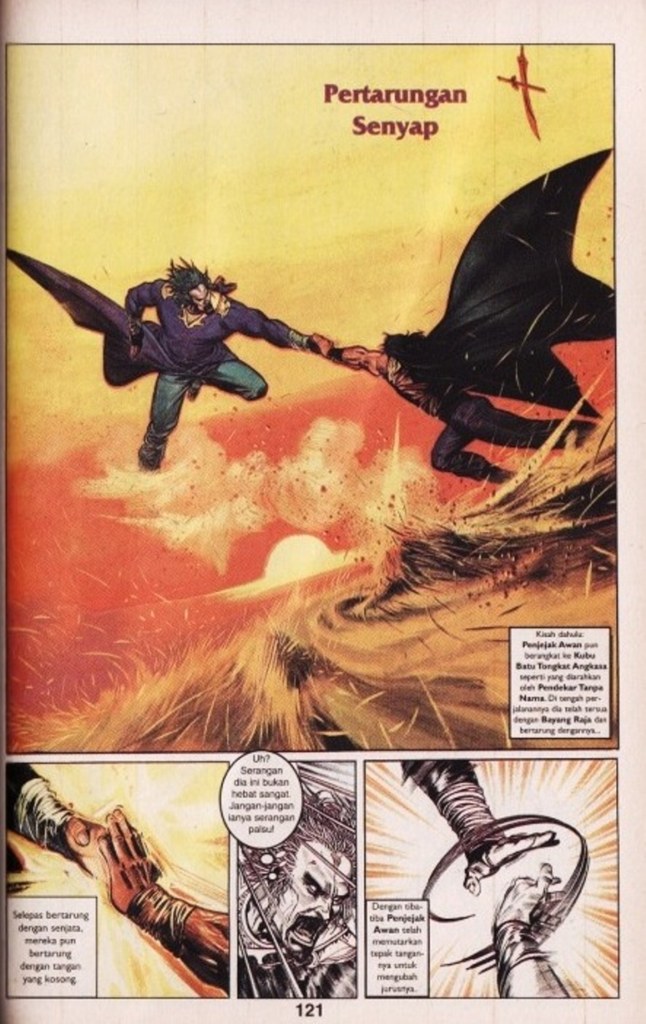 Pertarungan
Senyap
Kisah dahulu:
Penjejak Awan pun
berangkat ke Kubu
Batu Tongkat Angkasa
seperti yang diarahkan
oleh Pendekar Tanpa
Nama. Di tengah per-
jalanannya dia telah tersua
dengan Bayang Raja dan
bertarung dengannya...
Selepas bertarung
dengan senjata,
mereka pun
bertarung
dengan tangan
yang kosong.
Uh?
Serangan
dia ini bukan
hebat sangat.
Jangan-jangan
ianya serangan
palsu!
Dengan tiba-
tiba Penjejak
Awan telah
memutarkan
tapak tangan-
nya untuk
mengubah
jurusnya.
121